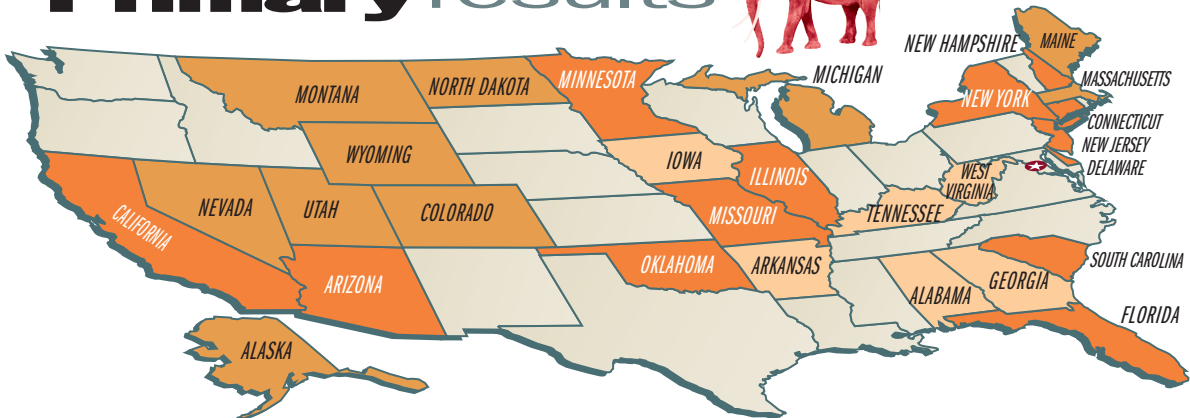 Primary results
NEW HAMPSHIRE
MAINE
MICHIGAN
MASSACHUSETTS
MONTANA
NORTH DAKOTA
MINNESOTA
NEW YORK
CONNECTICUT
NEW JERSEY
DELAWARE
WYOMING
IOWA
ILLINOIS
WEST
VIRGINIA
NEVADA
UTAH
COLORADO
MISSOURI
TENNESSEE
CALIFORNIA
ARIZONA
OKLAHOMA
ARKANSAS
SOUTH CAROLINA
GEORGIA
ALABAMA
FLORIDA
ALASKA